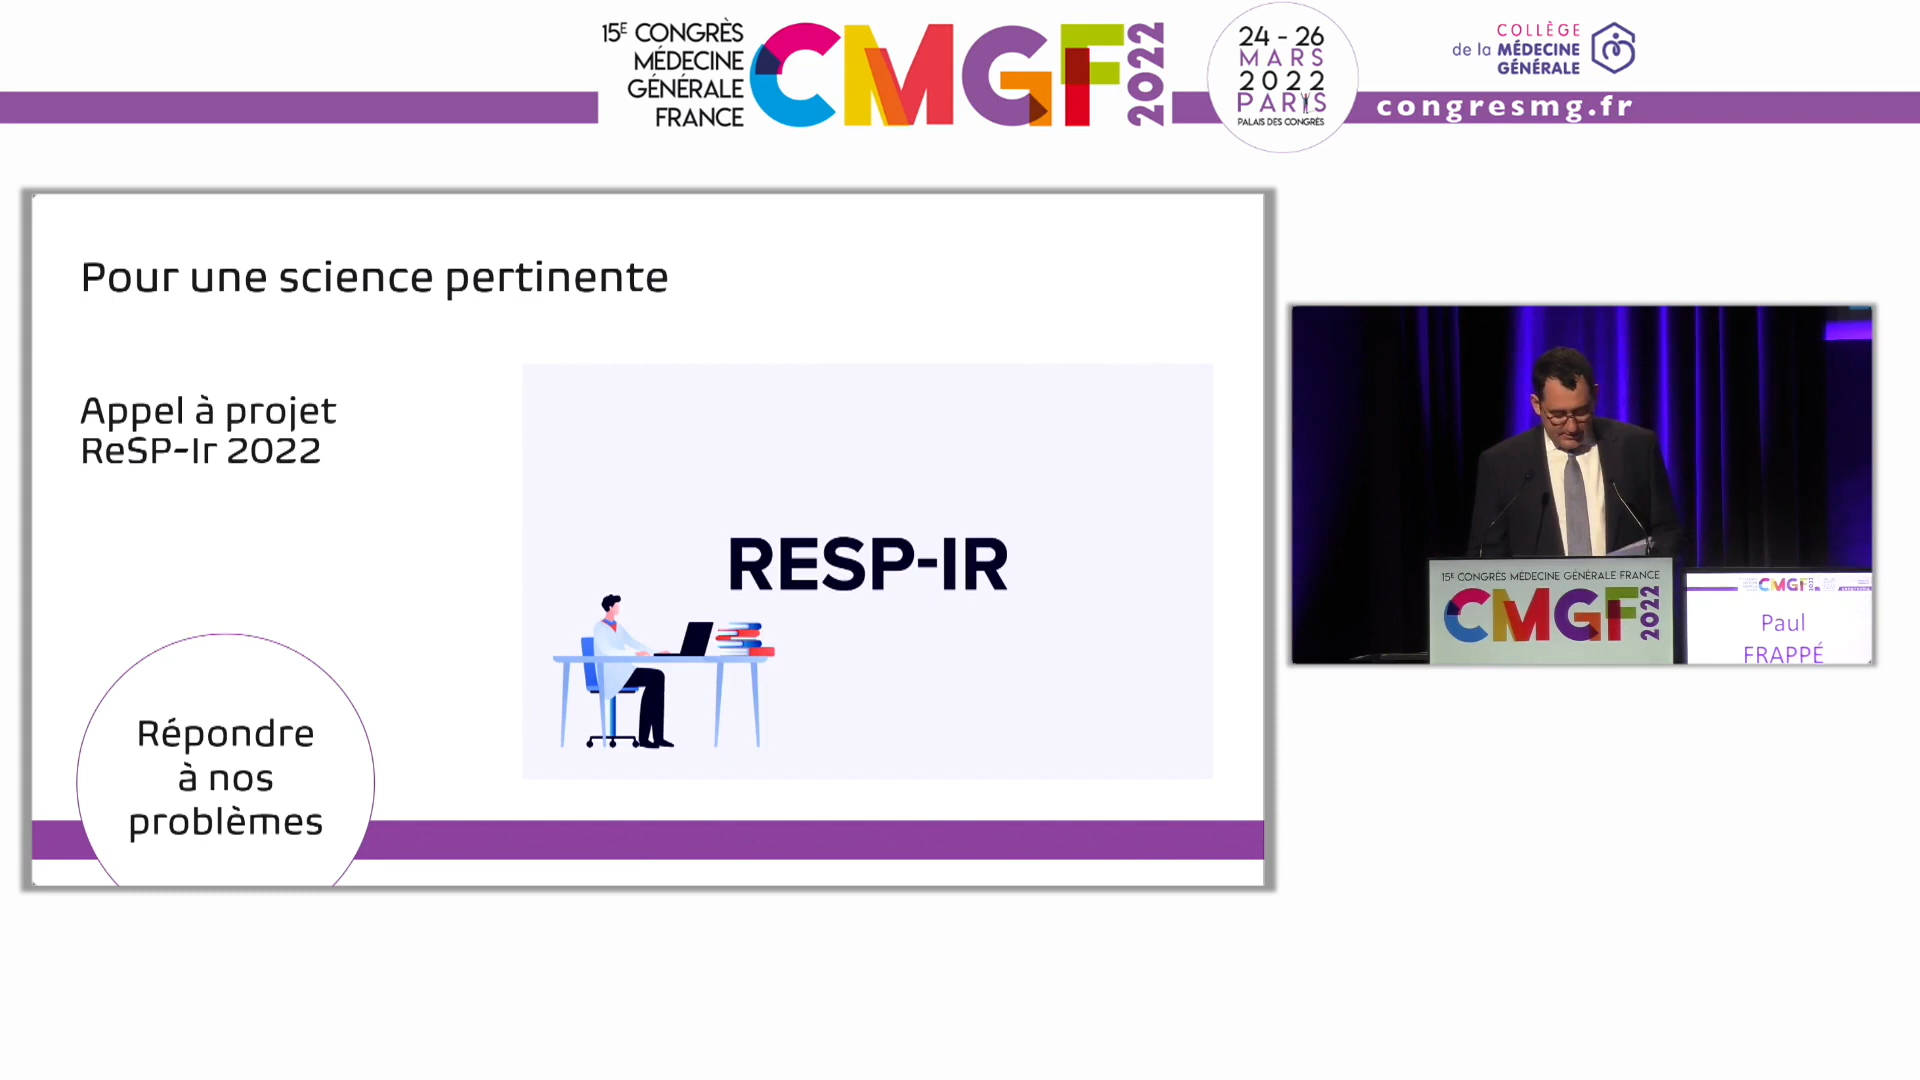 15E CONGRÈS
MÉDECINE
GÉNÉRALE
FRANCE
CMGF
2022
24 - 26
MARS
2022
PARIS
PALAIS DES CONGRÈS
COLLÈGE
de la MÉDECINE
GÉNÉRALE
congresmg.fr
Pour une science pertinente
Appel à projet
ReSP-Ir 2022
RESP-IR
Répondre
à nos
problèmes
15E CONGRÈS MÉDECINE GÉNÉRALE FRANCE
CMGF
2022
CMGF
Paul
FRAPPÉ